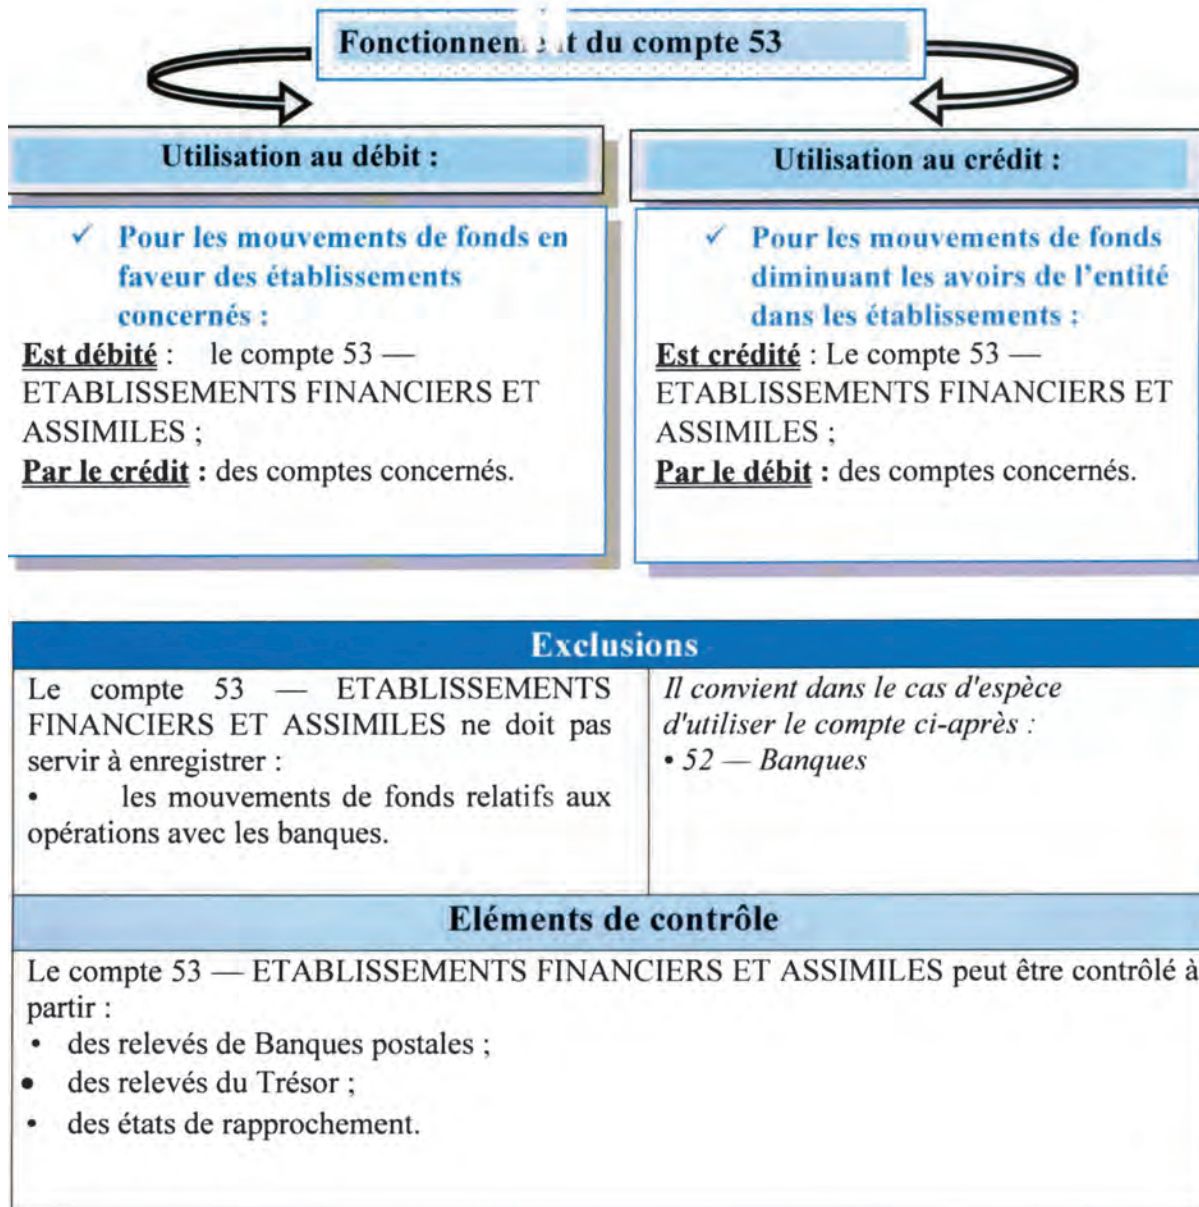 Fonctionnement du compte 53
Utilisation au débit :
✓ Pour les mouvements de fonds en
faveur des établissements
concernés :
Est débité : le compte 53 —
ETABLISSEMENTS FINANCIERS ET
ASSIMILES ;
Par le crédit : des comptes concernés.
Utilisation au crédit :
✓ Pour les mouvements de fonds
diminuant les avoirs de l'entité
dans les établissements :
Est crédité : Le compte 53 —
ETABLISSEMENTS FINANCIERS ET
ASSIMILES ;
Par le débit : des comptes concernés.
Exclusions
Le compte 53 — ETABLISSEMENTS
FINANCIERS ET ASSIMILES ne doit pas
servir à enregistrer :
• les mouvements de fonds relatifs aux
opérations avec les banques.
Il convient dans le cas d'espèce
d'utiliser le compte ci-après :
• 52 — Banques
Eléments de contrôle
Le compte 53 — ETABLISSEMENTS FINANCIERS ET ASSIMILES peut être contrôlé à
partir :
• des relevés de Banques postales ;
• des relevés du Trésor ;
• des états de rapprochement.